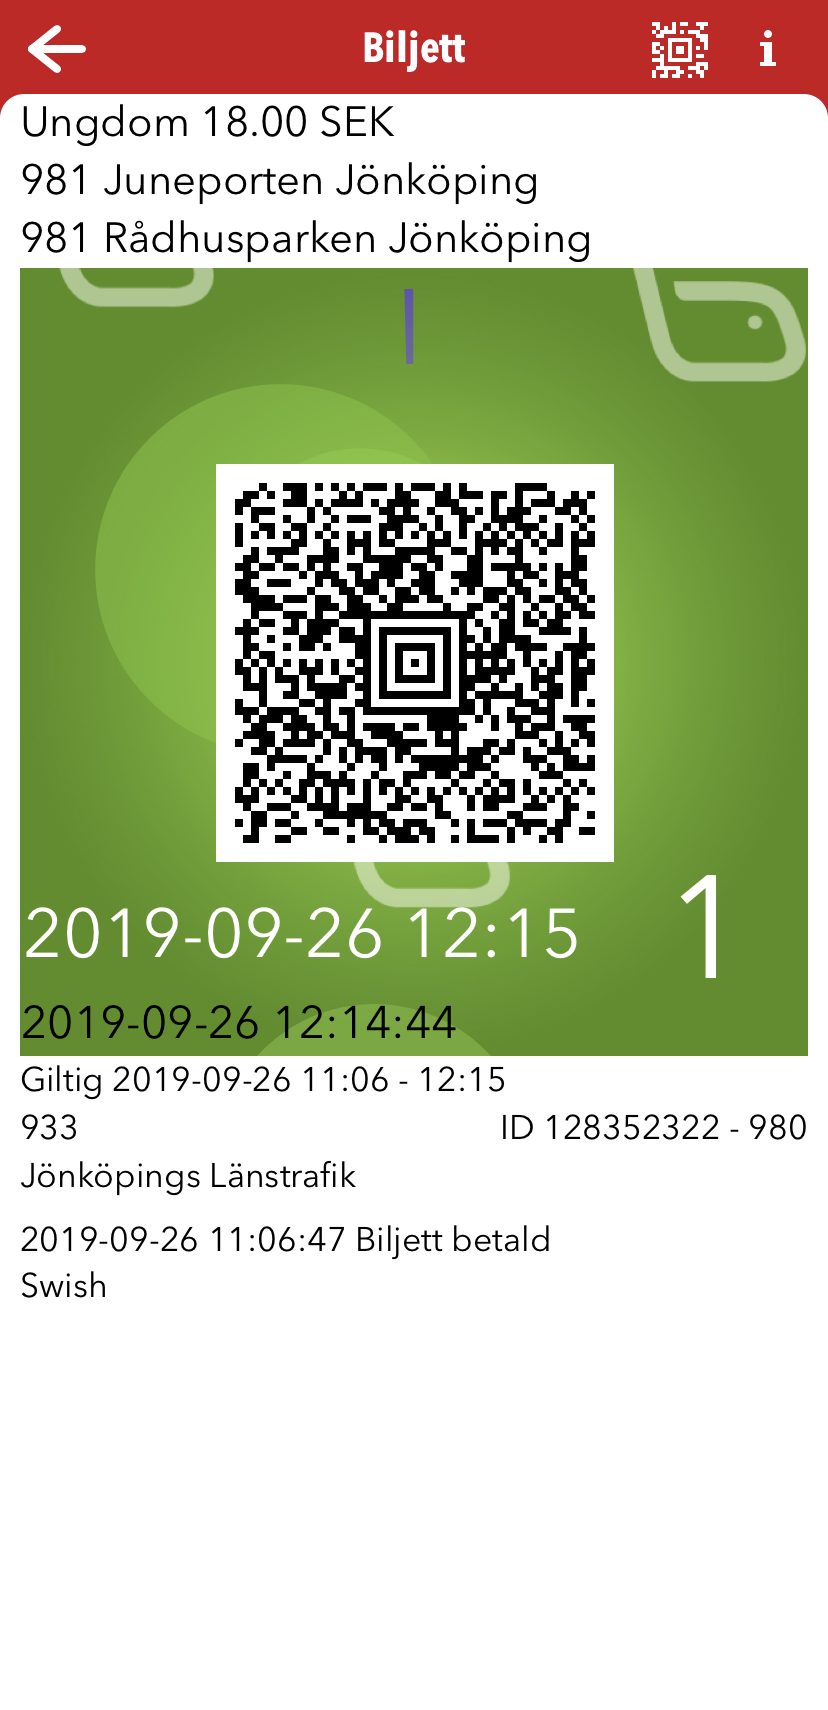 Biljett
Ungdom 18.00 SEK
981 Juneporten Jönköping
981 Rådhusparken Jönköping
2019-09-26 12:15 1
2019-09-26 12:14:44
Giltig 2019-09-26 11:06 - 12:15
933 ID 128352322 - 980
Jönköpings Länstrafik
2019-09-26 11:06:47 Biljett betald
Swish